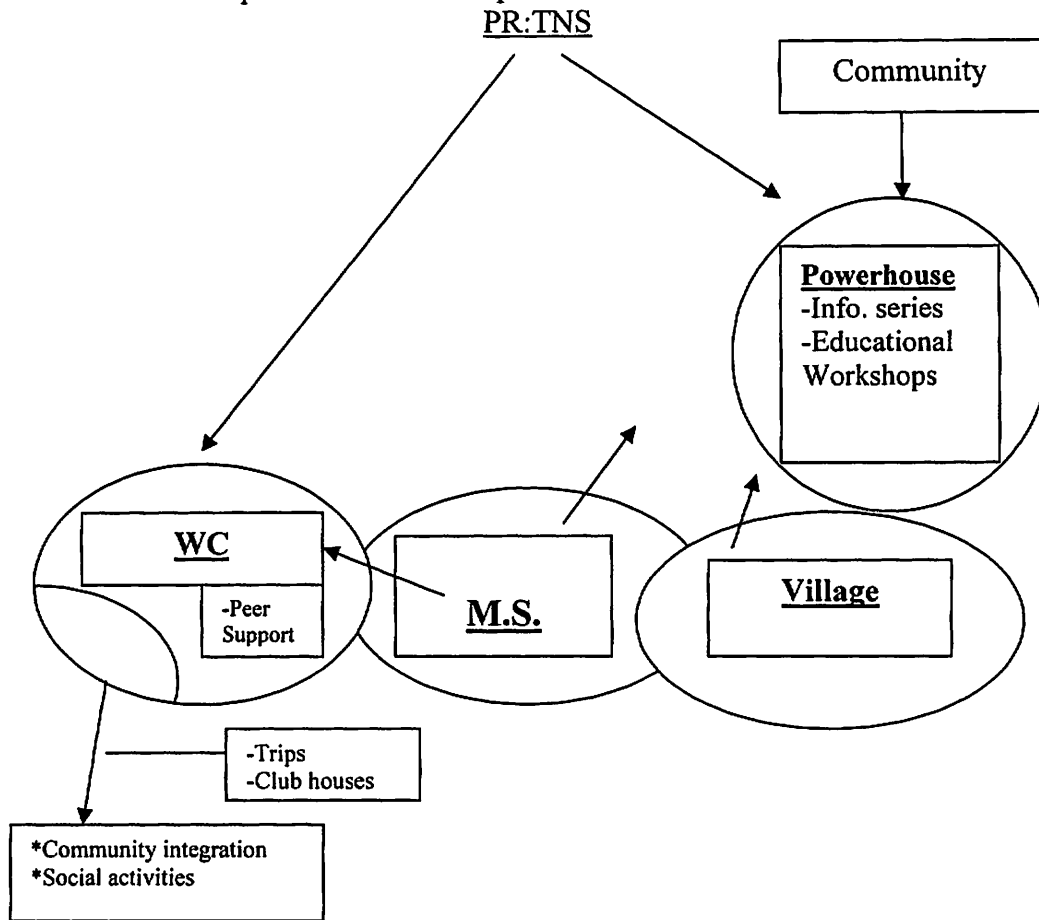 PR:TNS
Community
Powerhouse
-Info. series
-Educational
Workshops
WC
-Peer
Support
M.S.
Village
-Trips
-Club houses
*Community integration
*Social activities